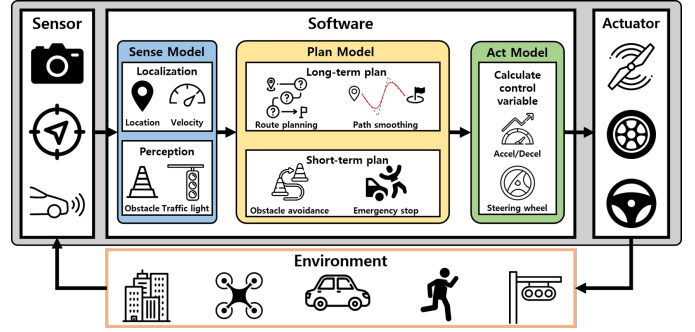 Sensor
Software
Actuator
Sense Model
Plan Model
Act Model
Localization
Location
Velocity
Perception
Obstacle
Traffic light
Long-term plan
Route planning
Path smoothing
Short-term plan
Obstacle avoidance
Emergency stop
Calculate
control
variable
Accel/Decel
Steering wheel
Environment